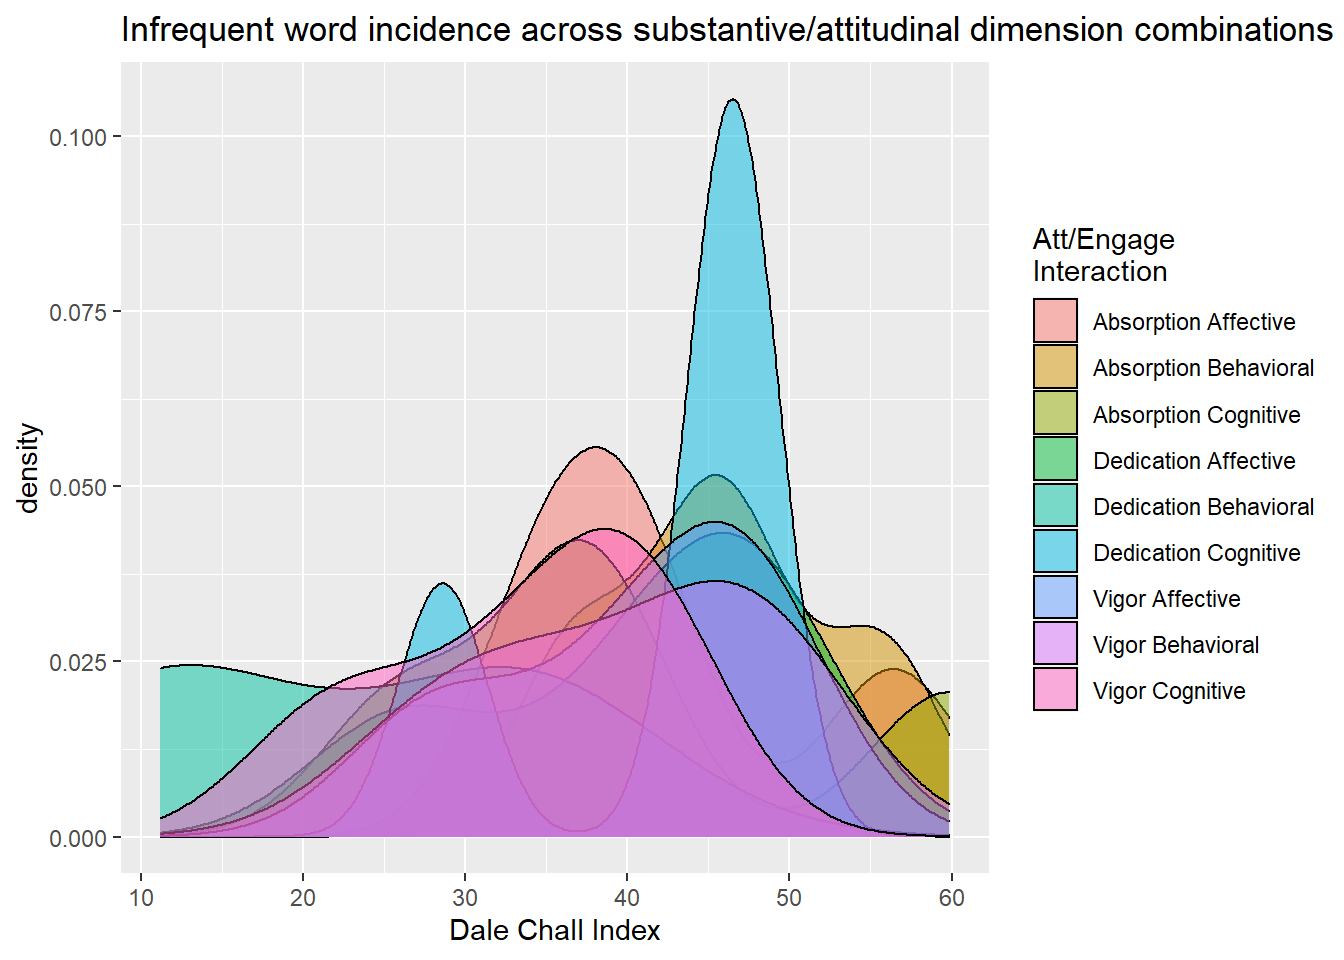 Infrequent word incidence across substantive/attitudinal dimension combinations
0.100
0.075
0.050
0.025
0.000
density
10 20 30 40 50 60
Dale Chall Index
Att/Engage
Interaction
Absorption Affective
Absorption Behavioral
Absorption Cognitive
Dedication Affective
Dedication Behavioral
Dedication Cognitive
Vigor Affective
Vigor Behavioral
Vigor Cognitive